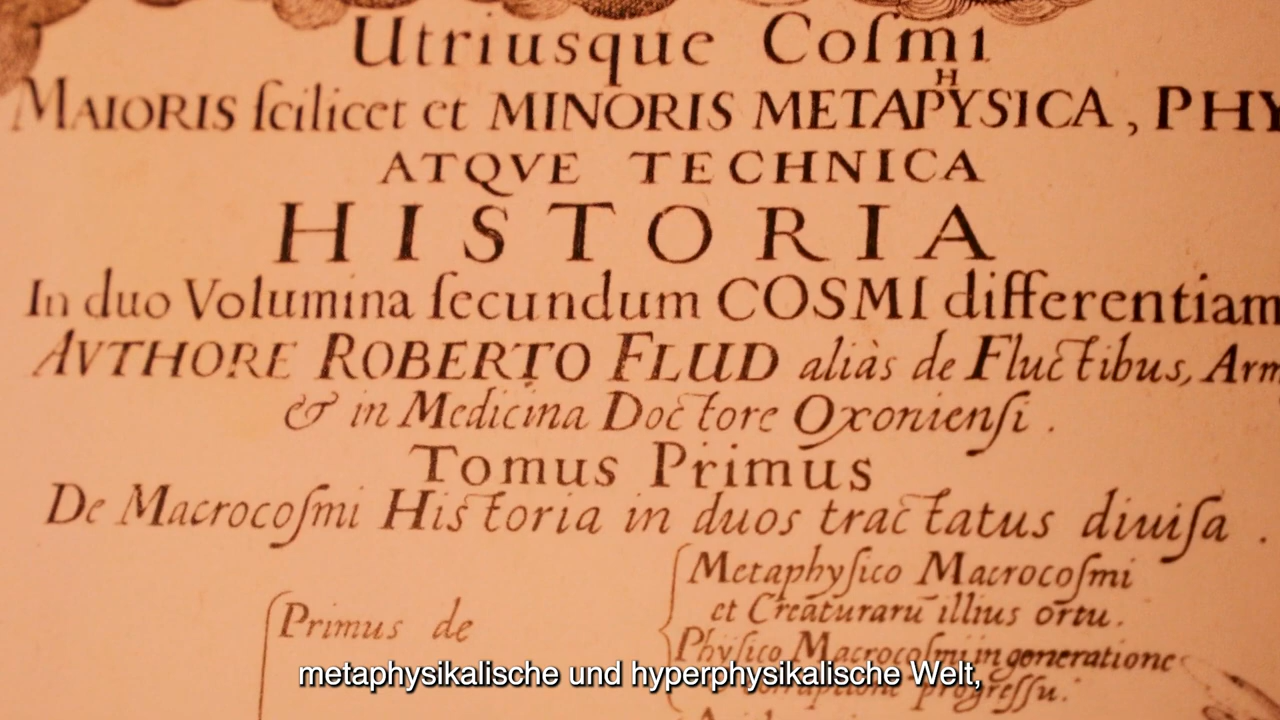 Utriusque Coſmi
MAIORIS ſcilicet et MINORIS METAPHYSICA, PHY
ATQVE TECHNICA
HISTORIA
In duo Volumina ſecundum COSMI differentiam
AVTHORE ROBERTO FLUD aliàs de Fluctibus, Arm
& in Medicina Doctore Oxonienſi.
Tomus Primus
De Macrocoſmi Historia in duos tractatus diuiſa.
Metaphyſico Macrocoſmi
et Creaturarū illius ortu.
Primus de
Phyſico Macrocoſmi in generatione
progreſſu.
metaphysikalische und hyperphysikalische Welt,